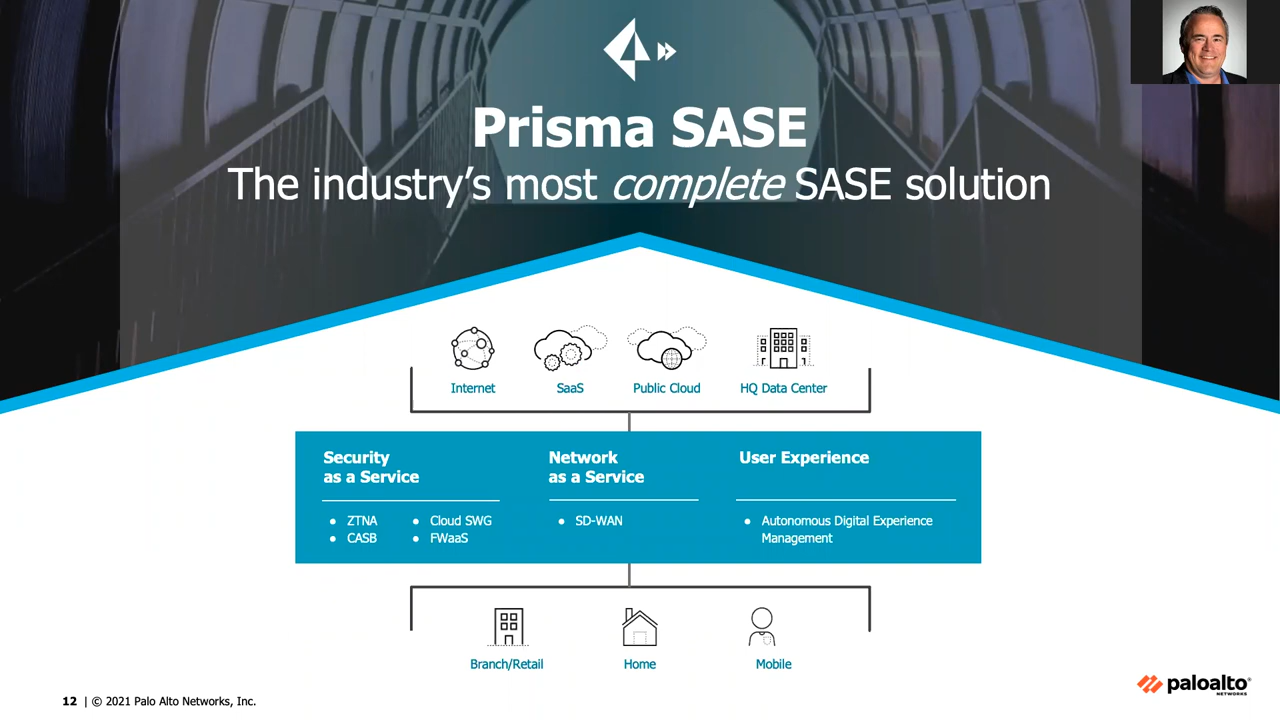 Prisma SASE
The industry's most complete SASE solution
Internet
SaaS
Public Cloud
HQ Data Center
Security
as a Service
● ZTNA
● CASB
● Cloud SWG
● FWaaS
Network
as a Service
● SD-WAN
User Experience
● Autonomous Digital Experience
Management
Branch/Retail
Home
Mobile
12 | © 2021 Palo Alto Networks, Inc.
paloalto®
NETWORKS